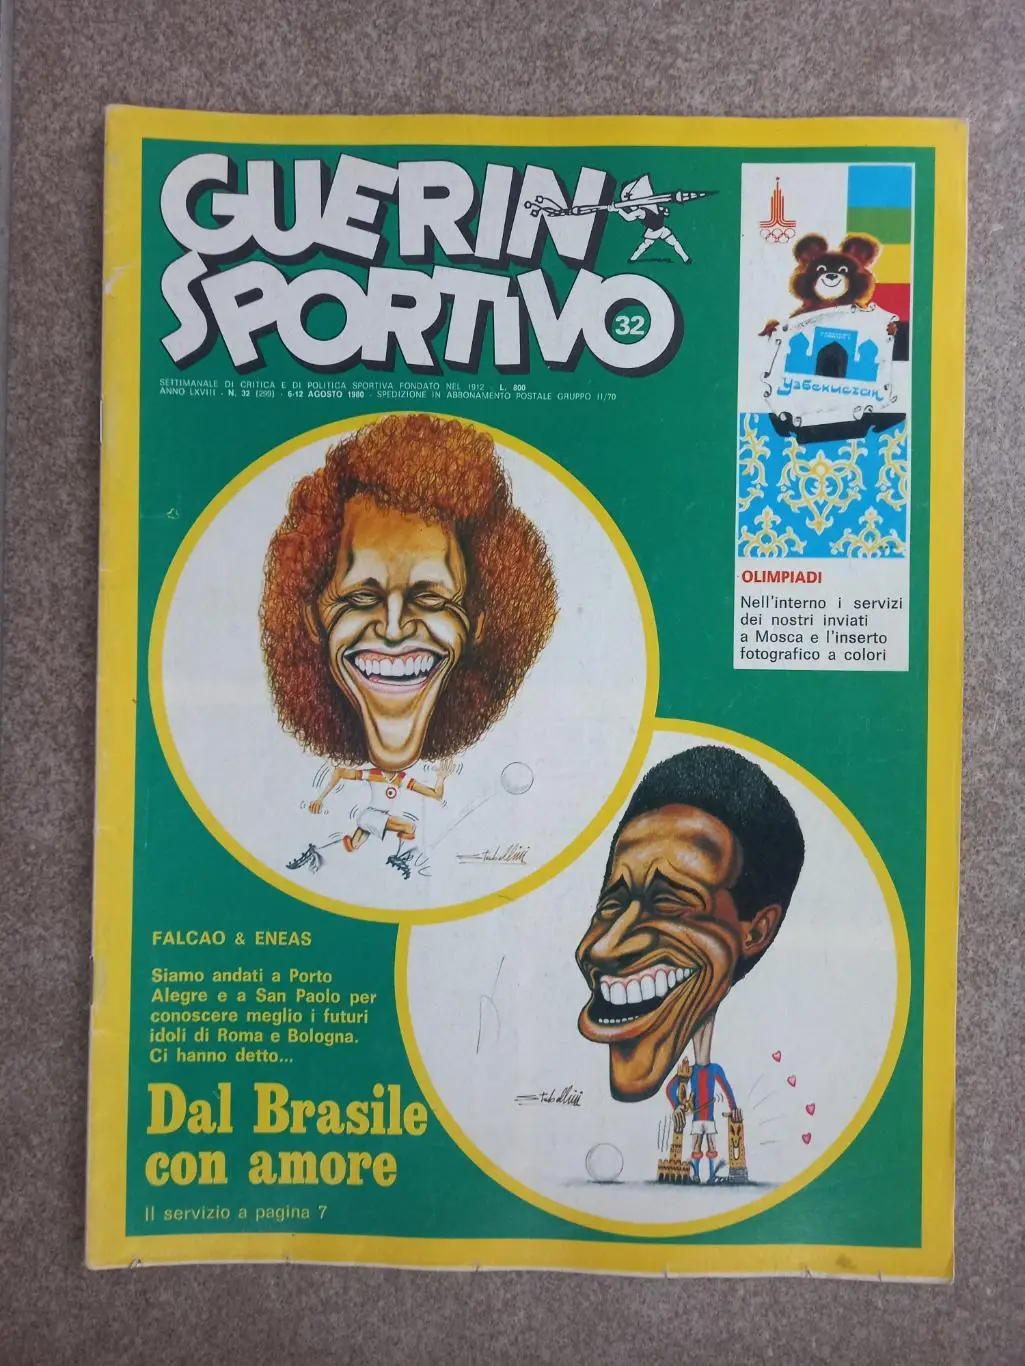 GUERIN
SPORTIVO
32
SETTIMANALE DI CRITICA E DI POLITICA SPORTIVA FONDATO NEL 1912 - L. 800
ANNO LXVIII - N. 32 (299) - 6-12 AGOSTO 1980 - SPEDIZIONE IN ABBONAMENTO POSTALE GRUPPO II/70
Узбекистан
OLIMPIADI
Nell'interno i servizi
dei nostri inviati
a Mosca e l'inserto
fotografico a colori
FALCAO & ENEAS
Siamo andati a Porto
Alegre e a San Paolo per
conoscere meglio i futuri
idoli di Roma e Bologna.
Ci hanno detto...
Dal Brasile
con amore
Il servizio a pagina 7